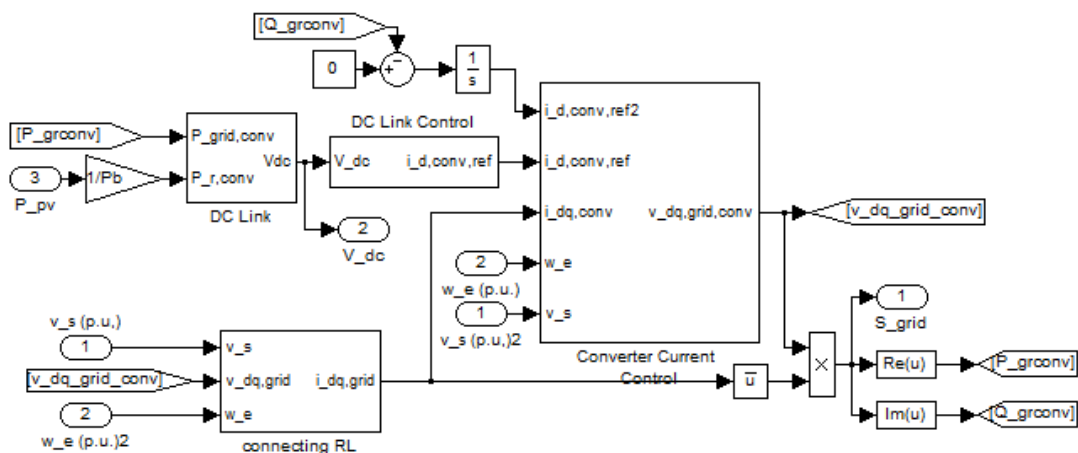 [Q_grconv]
0
+
−
1
s
i_d,conv,ref2
DC Link Control
[P_grconv]
P_grid,conv
Vdc
V_dc
i_d,conv,ref
i_d,conv,ref
3
1/Pb
P_r,conv
P_pv
DC Link
i_dq,conv
v_dq,grid,conv
[v_dq_grid_conv]
2
V_dc
2
w_e
w_e (p.u.)
1
v_s
v_s (p.u,)2
1
S_grid
v_s (p.u,)
1
v_s
Converter Current
Control
[v_dq_grid_conv]
v_dq,grid
i_dq,grid
u
×
Re(u)
[P_grconv]
2
w_e
w_e (p.u.)2
Im(u)
[Q_grconv]
connecting RL